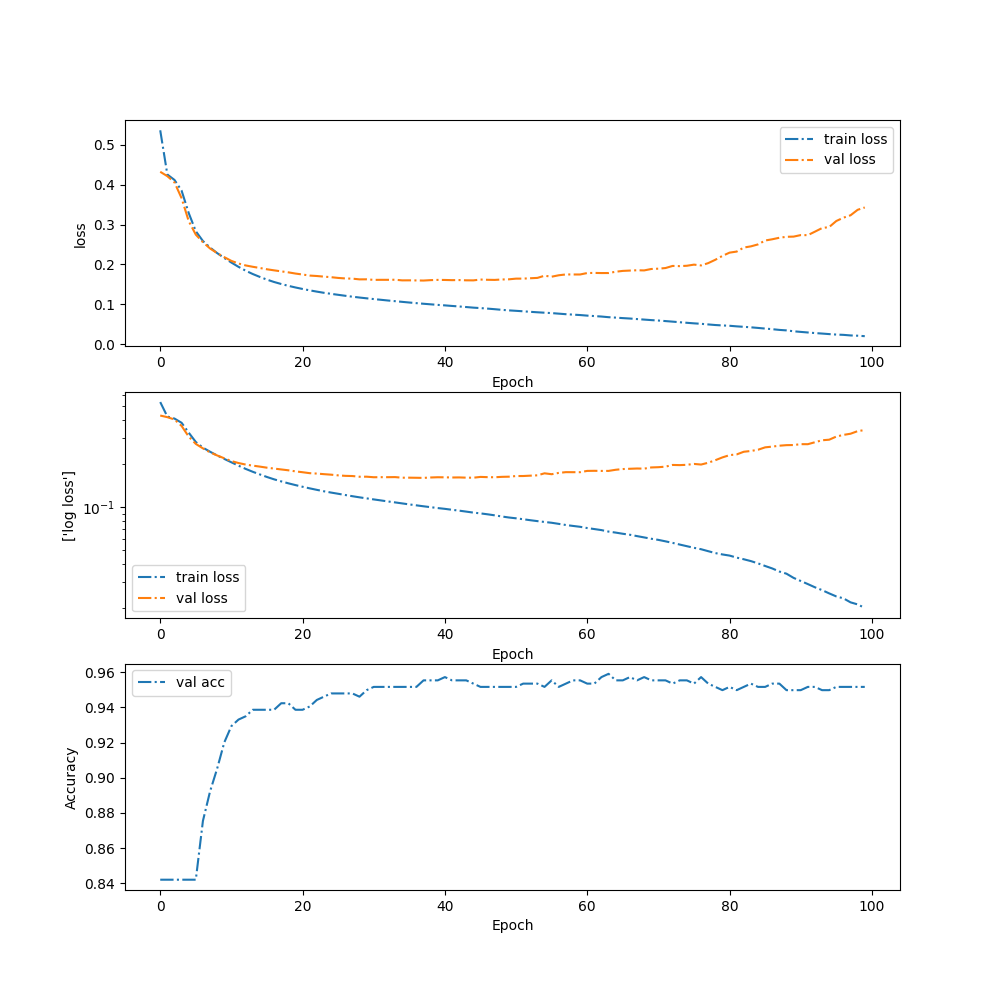 0.5
0.4
0.3
0.2
0.1
0.0
loss
train loss
val loss
0 20 40 60 80 100
Epoch
10⁻¹
['log loss']
train loss
val loss
0 20 40 60 80 100
Epoch
0.96
0.94
0.92
0.90
0.88
0.86
0.84
Accuracy
val acc
0 20 40 60 80 100
Epoch